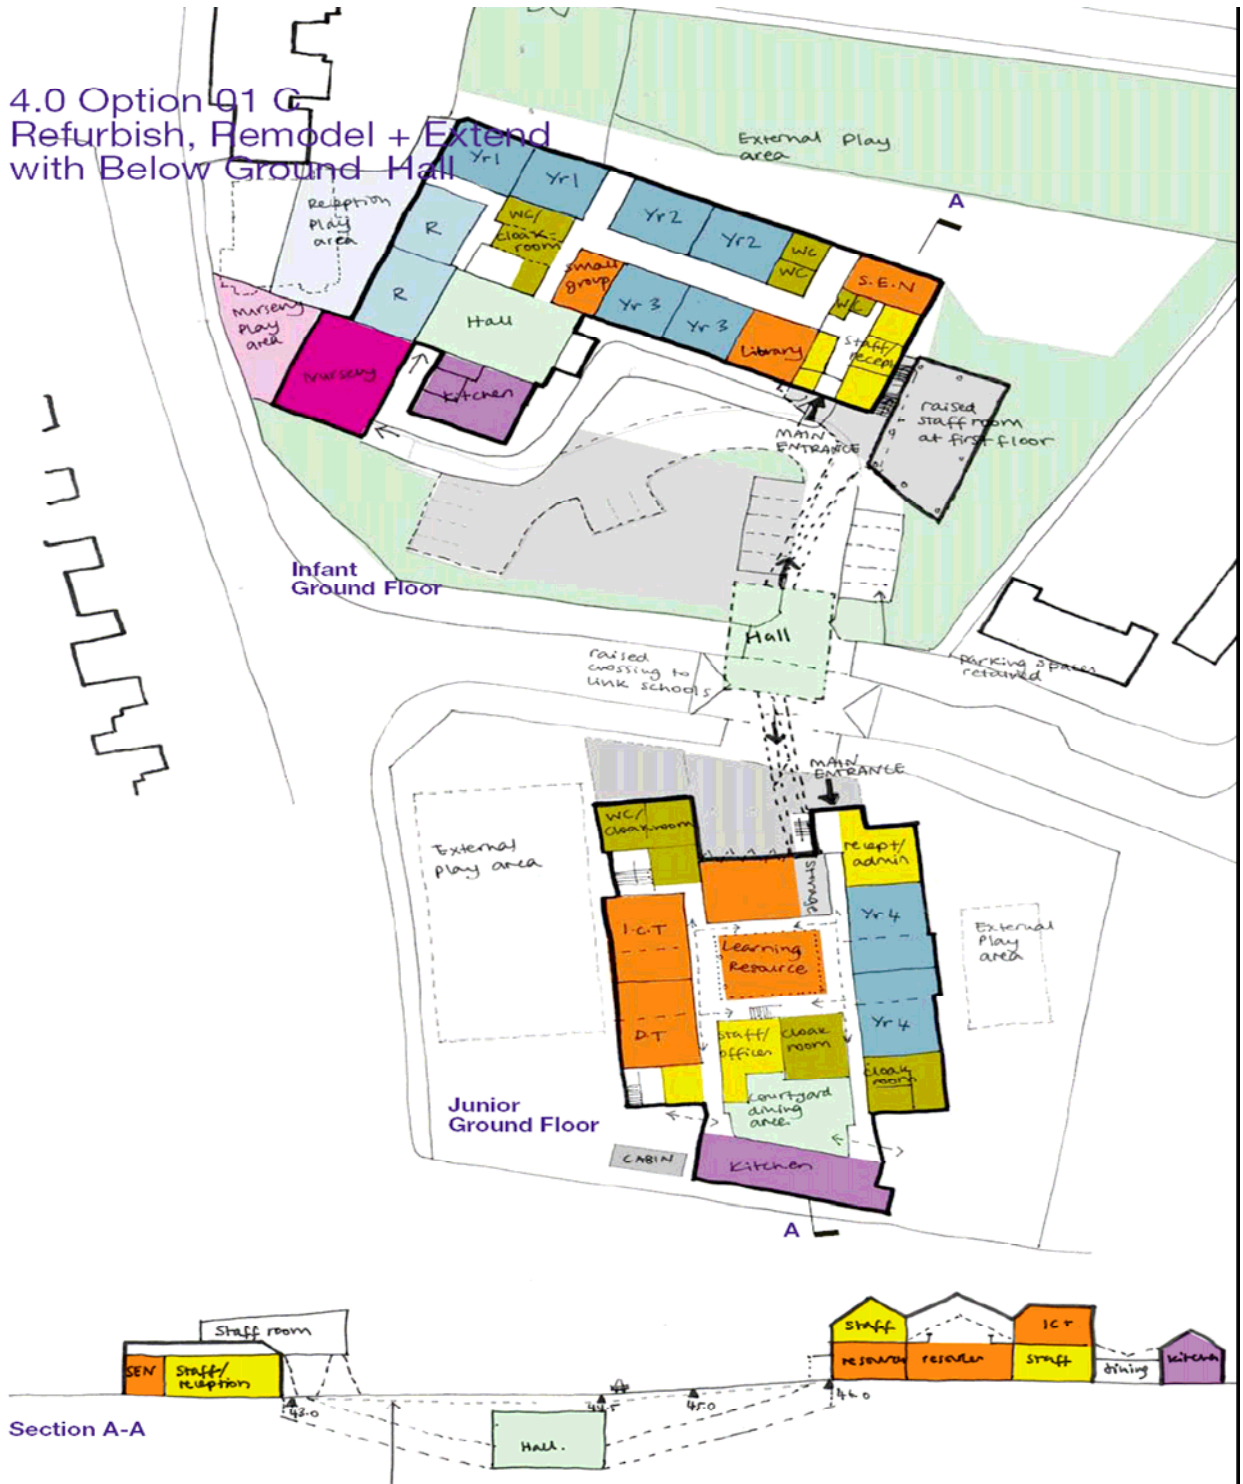 4.0 Option 01 C
Refurbish, Remodel + Extend
with Below Ground Hall
External Play
area
A
Yr1
Yr1
Reception
Play
area
R
WC/
cloak-
room
Yr2
Yr2
WC
WC
S.E.N
Small
group
R
Nursery
Play
area
Hall
Yr 3
Yr 3
Library
WC
Staff/
recept
Nursery
Kitchen
raised
staff room
at first floor
MAIN
ENTRANCE
Infant
Ground Floor
Hall
raised
crossing to
link schools
Parking spaces
retained
MAIN
ENTRANCE
WC/
cloakroom
External
Play area
recept/
admin
storage
I.C.T
Yr 4
Learning
Resource
External
Play
area
D.T
Yr 4
Staff/
offices
cloak
room
cloak
room
courtyard
dining
area
Junior
Ground Floor
CABIN
Kitchen
A
Staff room
SEN
Staff/
reception
Staff
ICT
resource
resource
Staff
dining
kitchen
43.0
44.5
45.0
46.0
Section A-A
Hall.